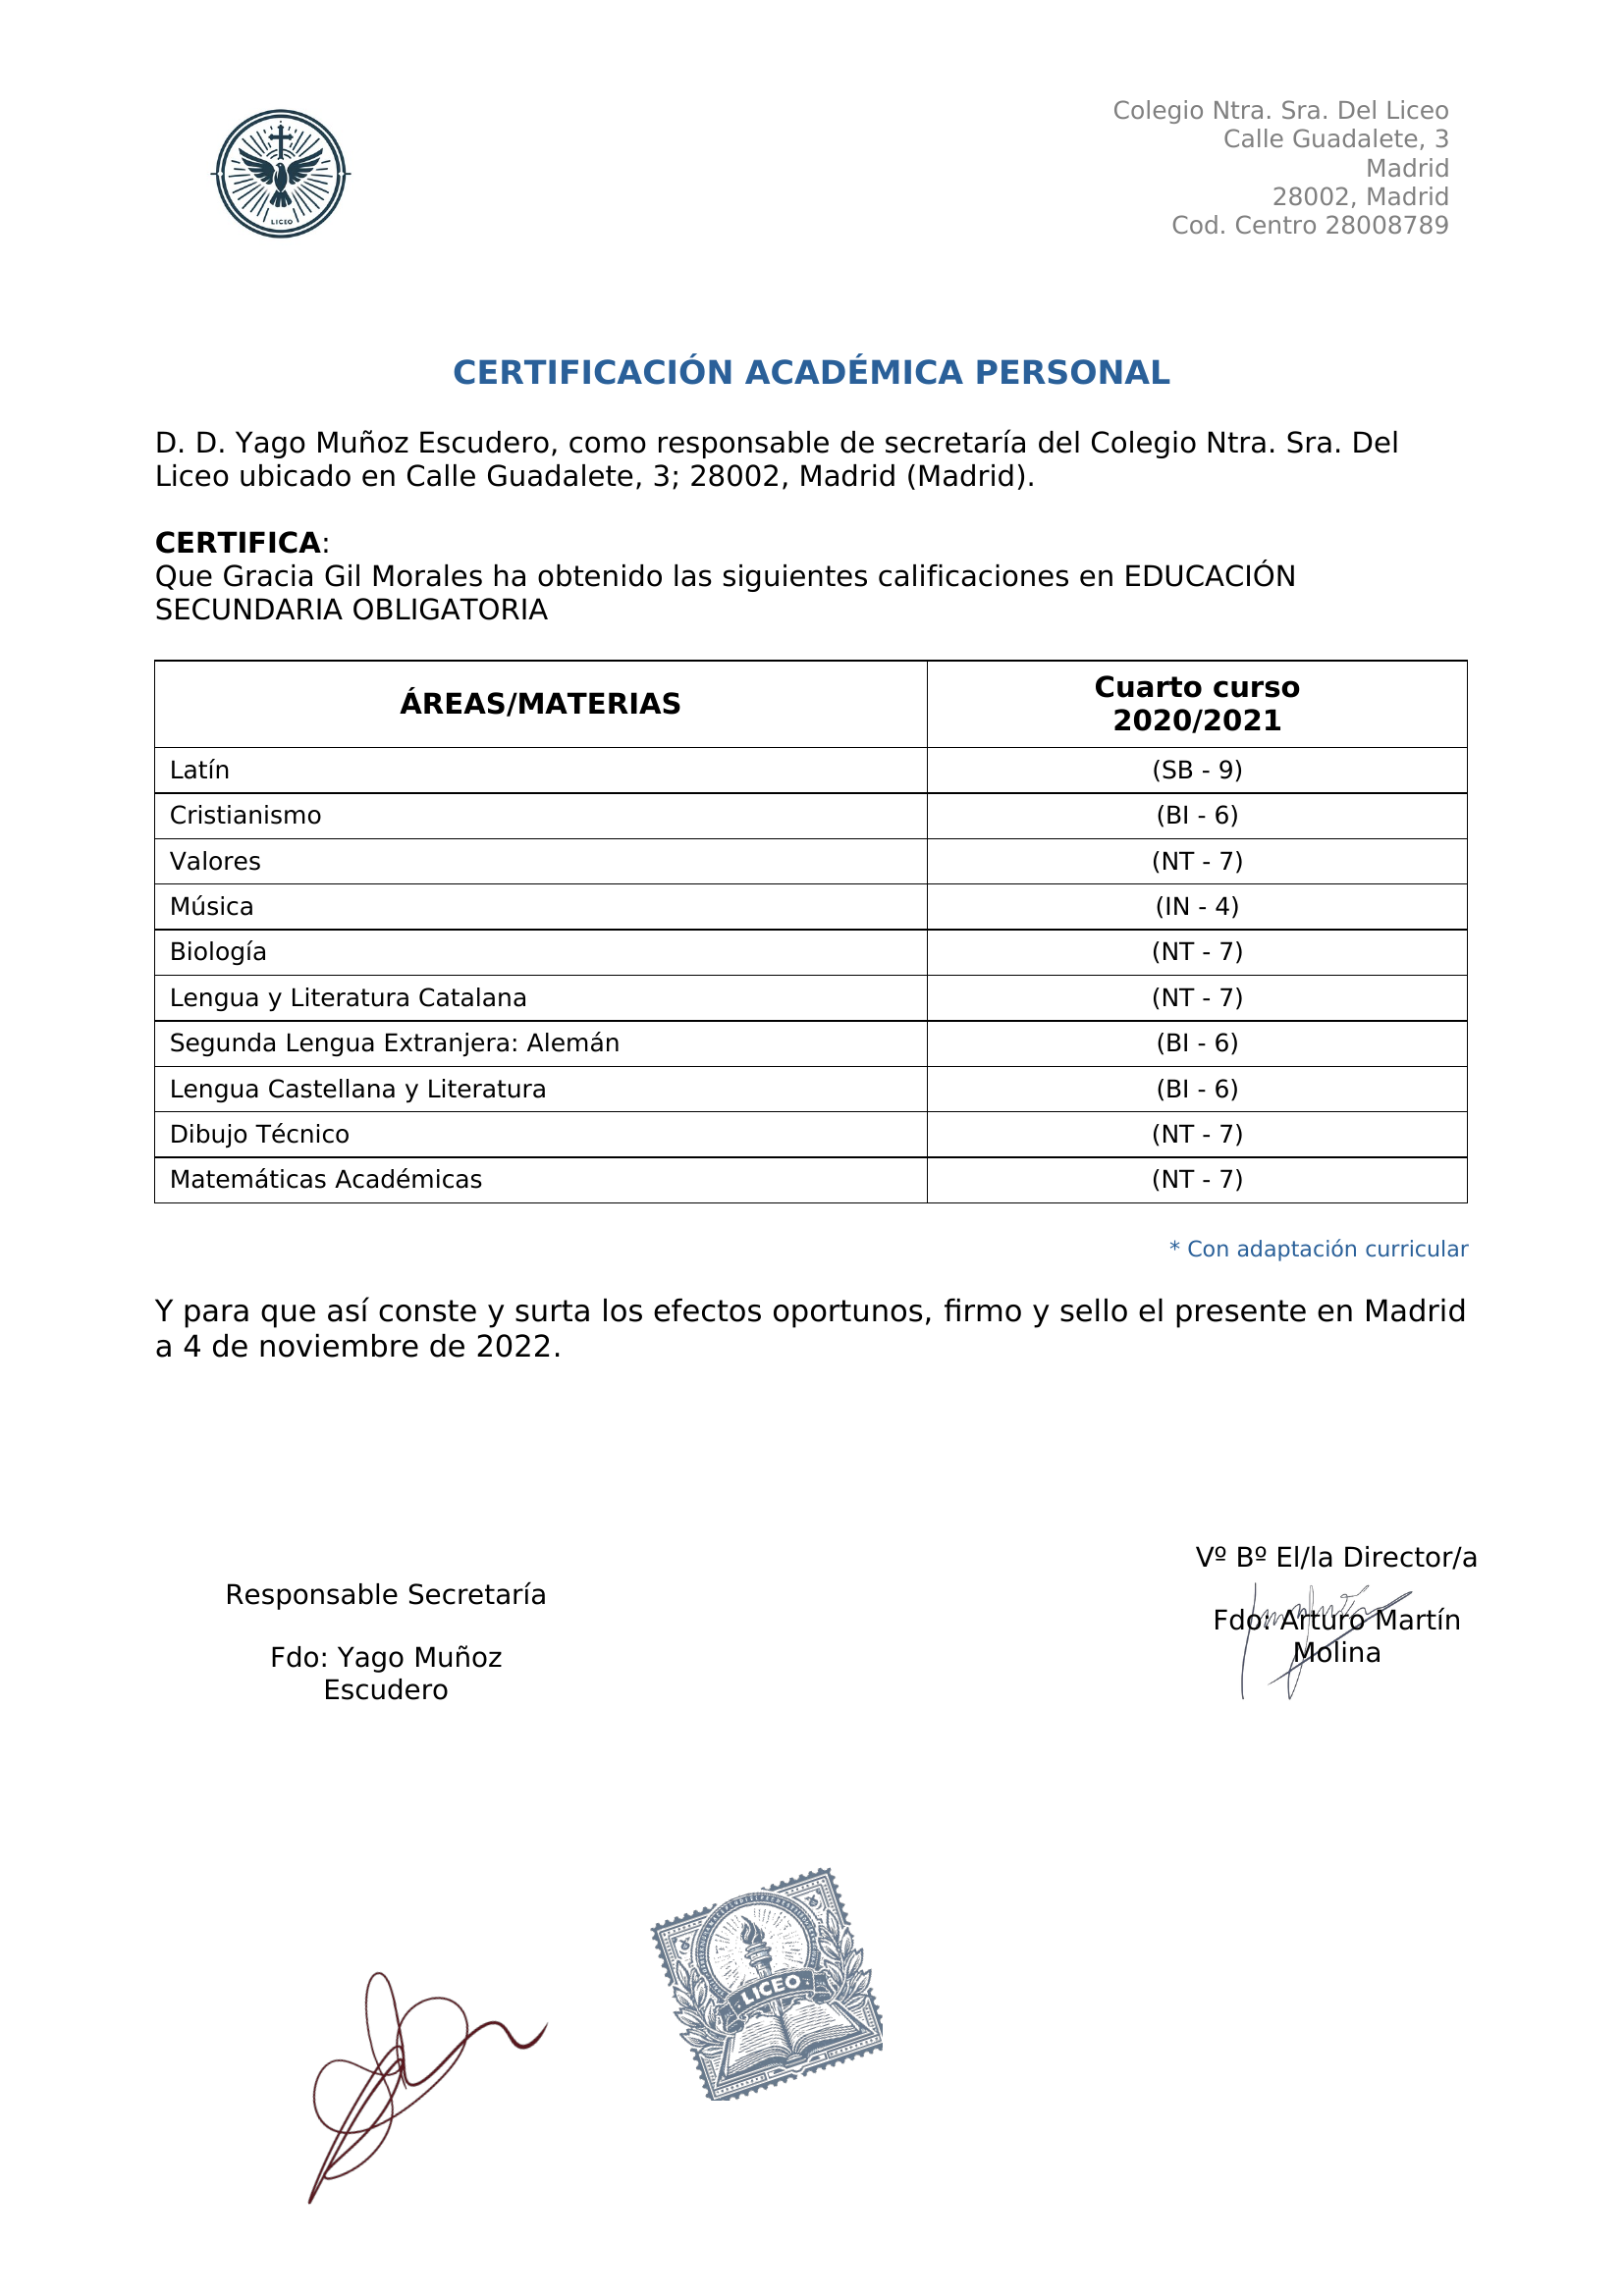 LICEO
Colegio Ntra. Sra. Del Liceo
Calle Guadalete, 3
Madrid
28002, Madrid
Cod. Centro 28008789
CERTIFICACIÓN ACADÉMICA PERSONAL
D. D. Yago Muñoz Escudero, como responsable de secretaría del Colegio Ntra. Sra. Del
Liceo ubicado en Calle Guadalete, 3; 28002, Madrid (Madrid).
CERTIFICA:
Que Gracia Gil Morales ha obtenido las siguientes calificaciones en EDUCACIÓN
SECUNDARIA OBLIGATORIA
ÁREAS/MATERIAS Cuarto curso
2020/2021
Latín (SB - 9)
Cristianismo (BI - 6)
Valores (NT - 7)
Música (IN - 4)
Biología (NT - 7)
Lengua y Literatura Catalana (NT - 7)
Segunda Lengua Extranjera: Alemán (BI - 6)
Lengua Castellana y Literatura (BI - 6)
Dibujo Técnico (NT - 7)
Matemáticas Académicas (NT - 7)
* Con adaptación curricular
Y para que así conste y surta los efectos oportunos, firmo y sello el presente en Madrid
a 4 de noviembre de 2022.
Responsable Secretaría
Fdo: Yago Muñoz
Escudero
Vº Bº El/la Director/a
Fdo: Arturo Martín
Molina
LICEO